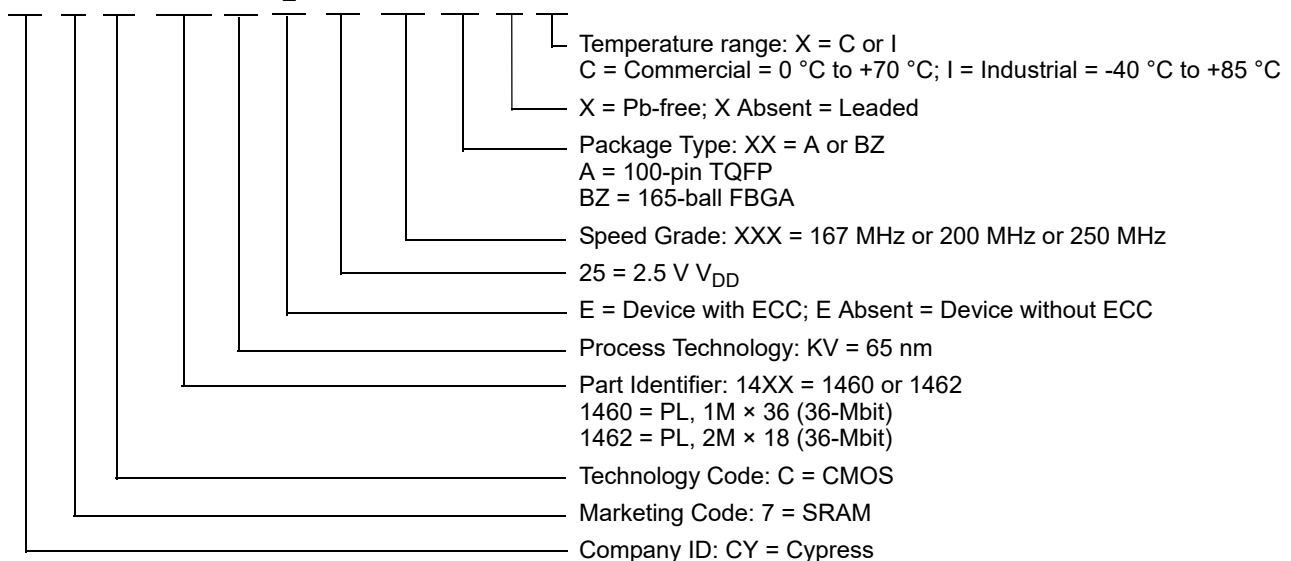 Temperature range: X = C or I
C = Commercial = 0 °C to +70 °C; I = Industrial = -40 °C to +85 °C
X = Pb-free; X Absent = Leaded
Package Type: XX = A or BZ
A = 100-pin TQFP
BZ = 165-ball FBGA
Speed Grade: XXX = 167 MHz or 200 MHz or 250 MHz
25 = 2.5 V VDD
E = Device with ECC; E Absent = Device without ECC
Process Technology: KV = 65 nm
Part Identifier: 14XX = 1460 or 1462
1460 = PL, 1M × 36 (36-Mbit)
1462 = PL, 2M × 18 (36-Mbit)
Technology Code: C = CMOS
Marketing Code: 7 = SRAM
Company ID: CY = Cypress